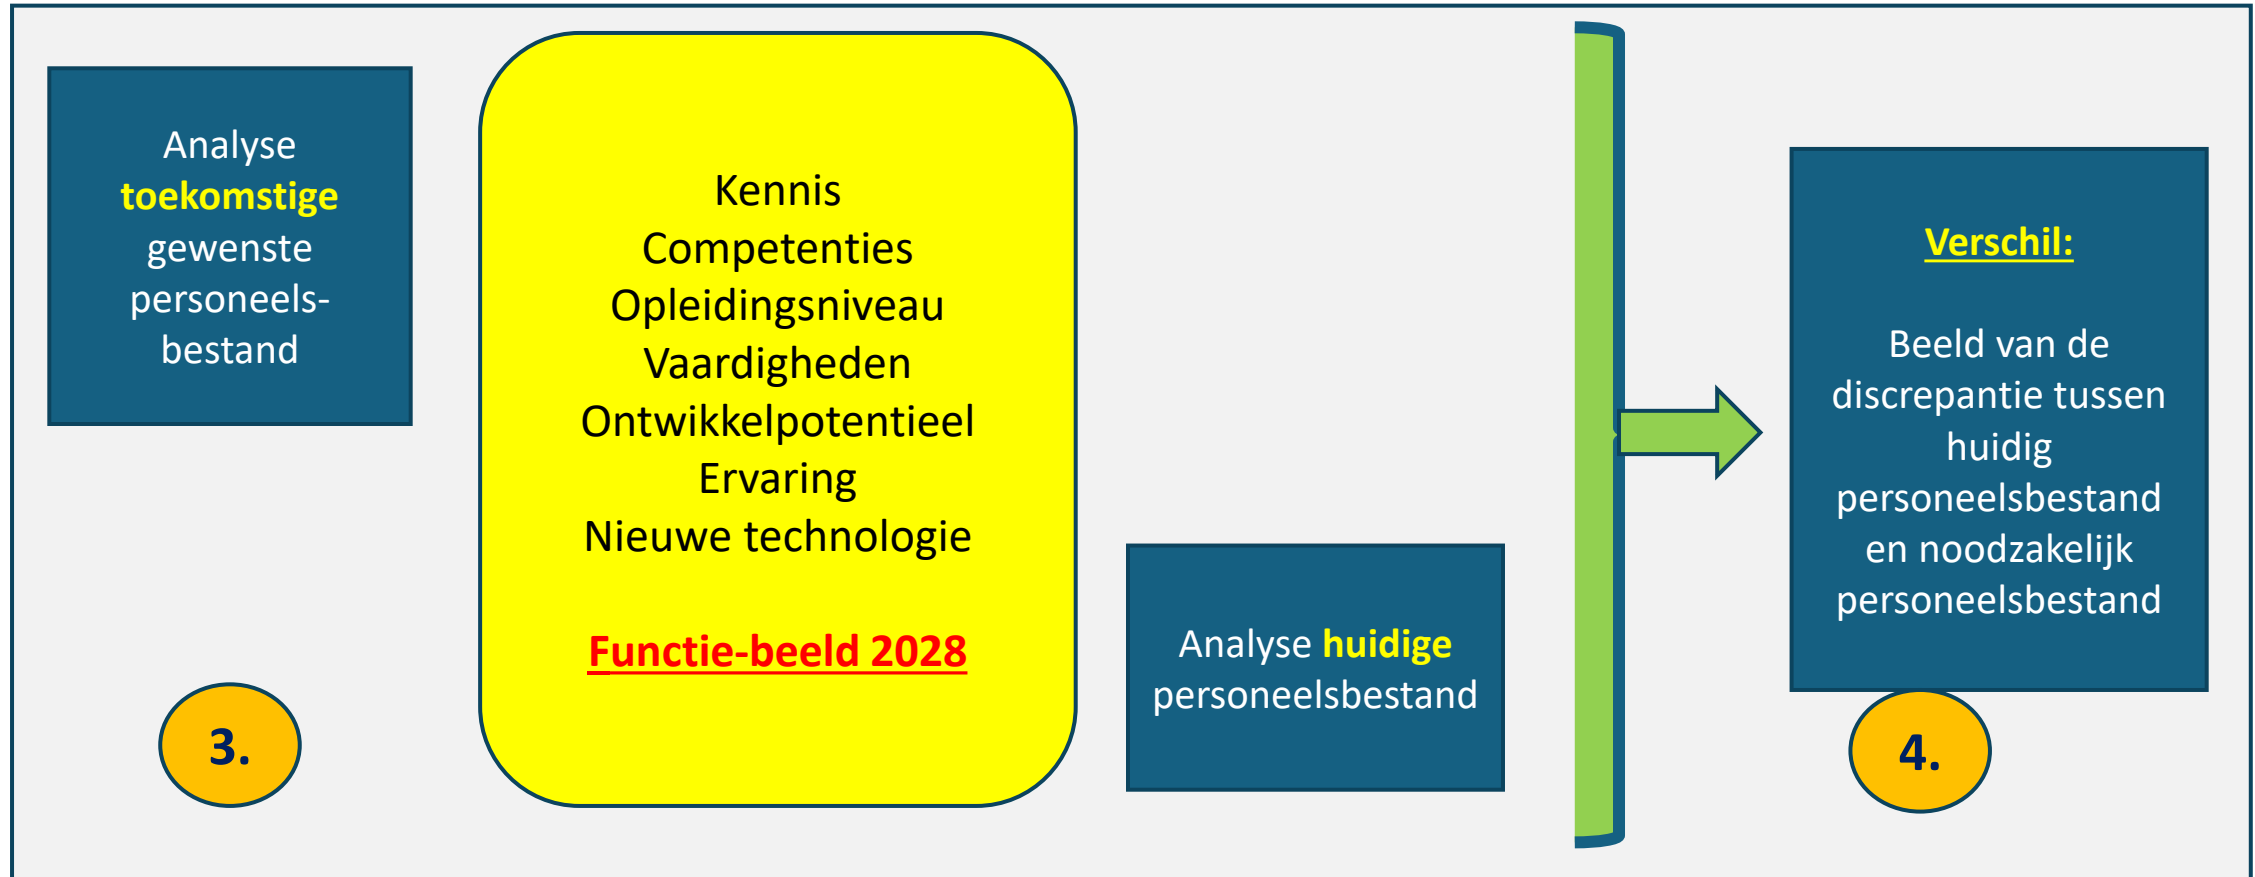 Analyse
toekomstige
gewenste
personeels-
bestand
3.
Kennis
Competenties
Opleidingsniveau
Vaardigheden
Ontwikkelpotentieel
Ervaring
Nieuwe technologie
Functie-beeld 2028
Analyse huidige
personeelsbestand
Verschil:
Beeld van de
discrepantie tussen
huidig
personeelsbestand
en noodzakelijk
personeelsbestand
4.